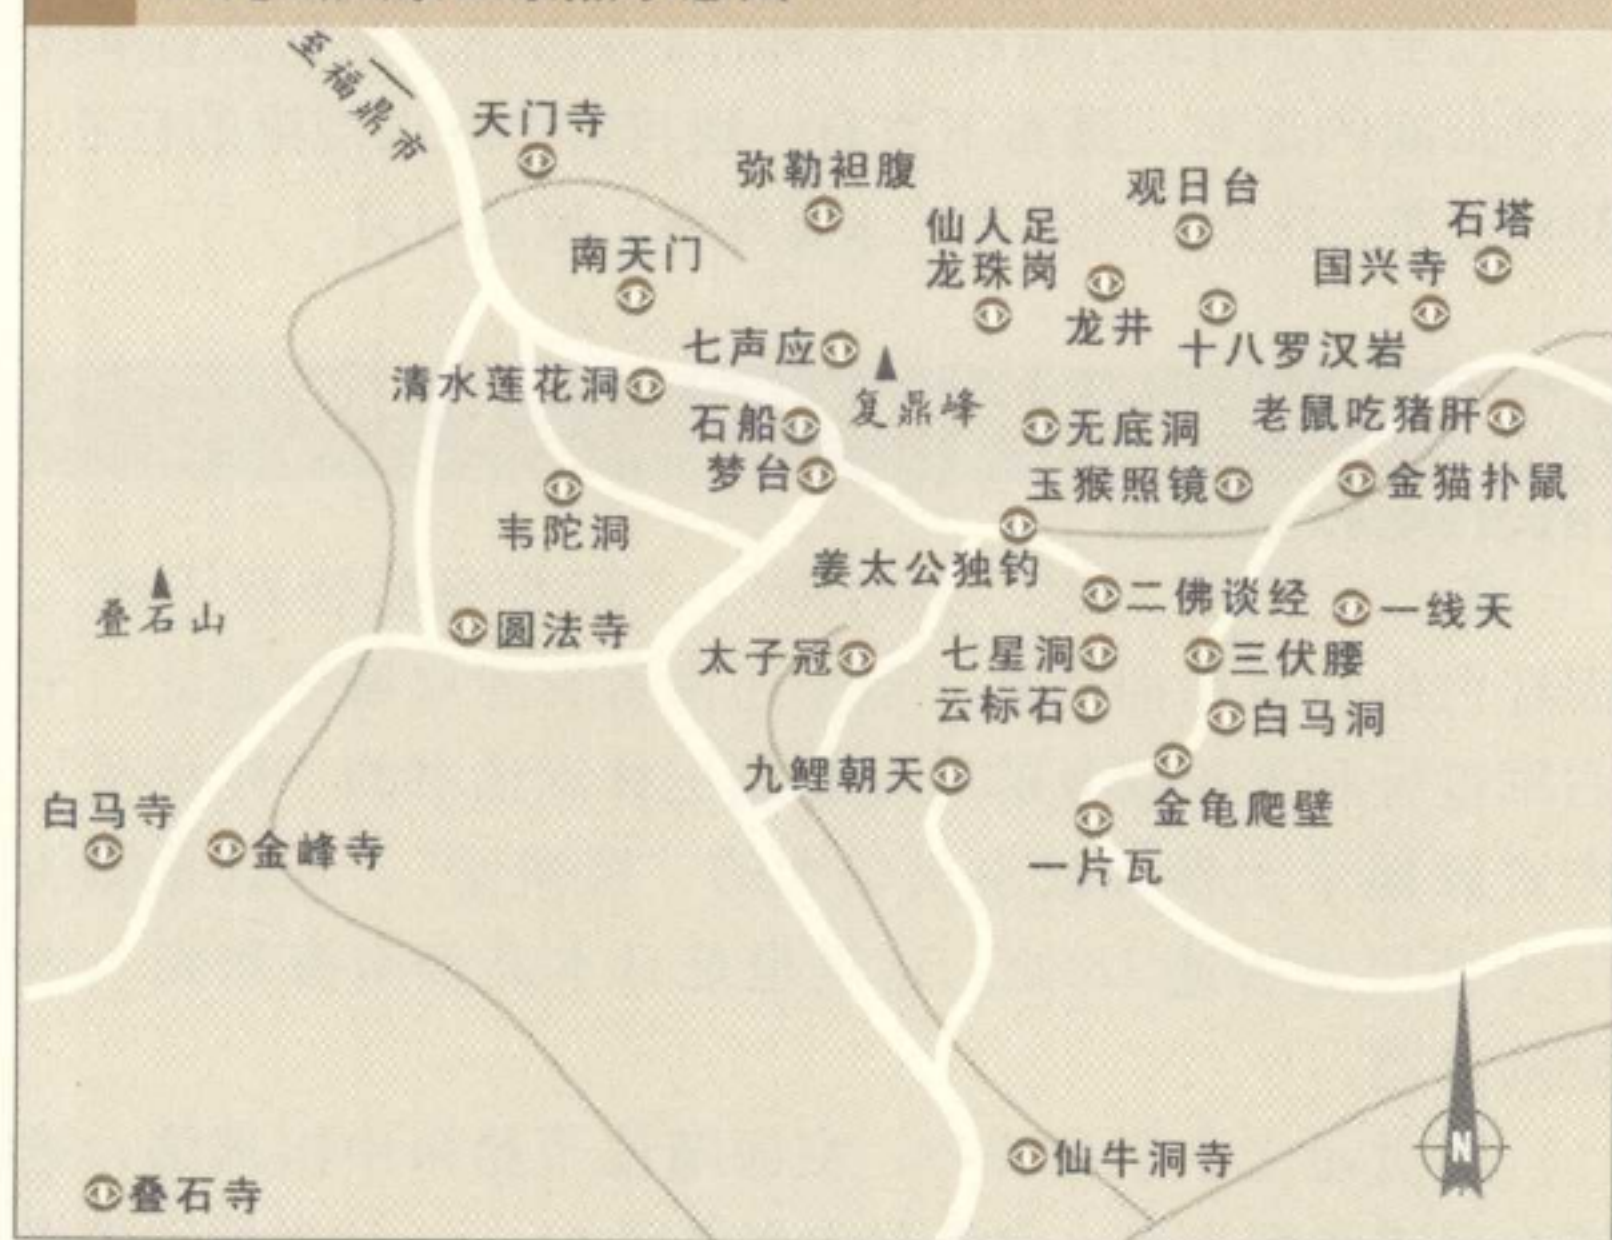 至福鼎市
天门寺
弥勒袒腹
观日台
仙人足
龙珠岗
石塔
南天门
国兴寺
龙井
十八罗汉岩
七声应
清水莲花洞
复鼎峰
石船
无底洞
老鼠吃猪肝
梦台
玉猴照镜
金猫扑鼠
韦陀洞
姜太公独钓
二佛谈经
一线天
叠石山
圆法寺
太子冠
七星洞
三伏腰
云标石
白马洞
九鲤朝天
白马寺
金龟爬壁
金峰寺
一片瓦
N
仙牛洞寺
叠石寺